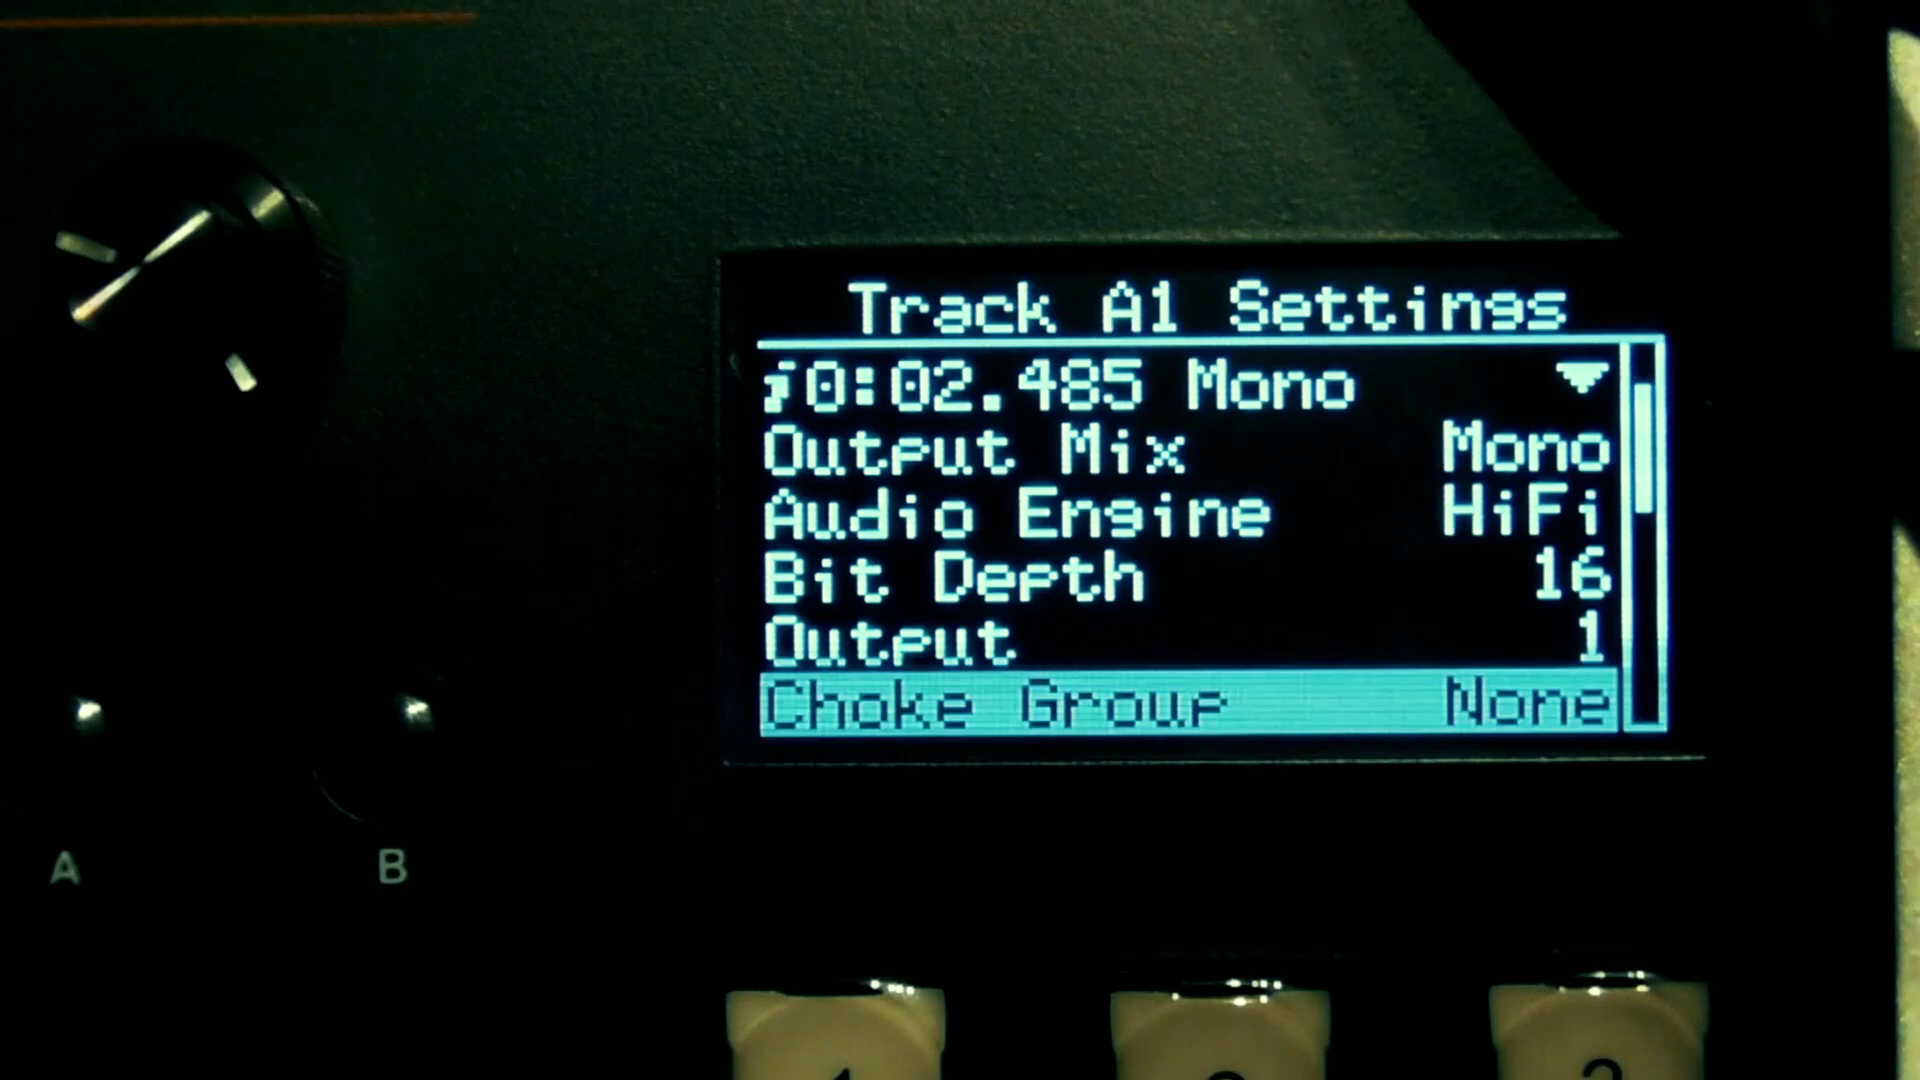 Track A1 Settings
0:02.485 Mono
Output Mix Mono
Audio Engine HiFi
Bit Depth 16
Output 1
Choke Group None
A B